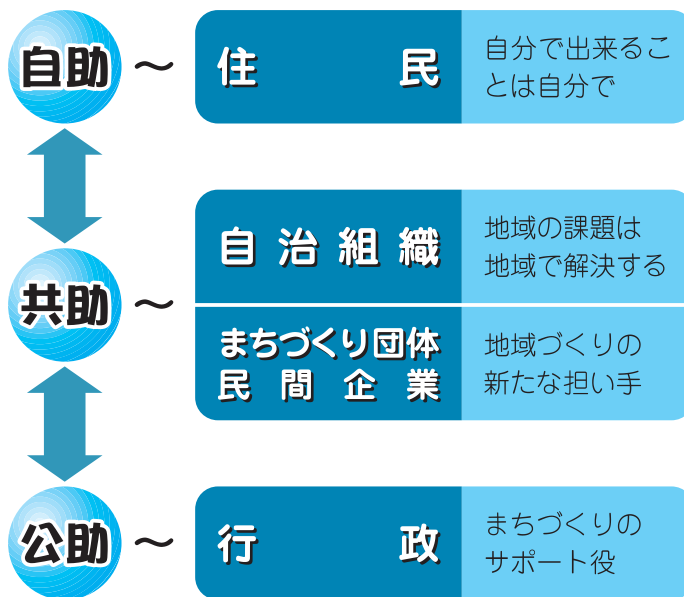 自助 ～ 住民 自分で出来るこ
とは自分で
自治組織 地域の課題は
地域で解決する
共助 ～
まちづくり団体 地域づくりの
民間企業 新たな担い手
公助 ～ 行政 まちづくりの
サポート役